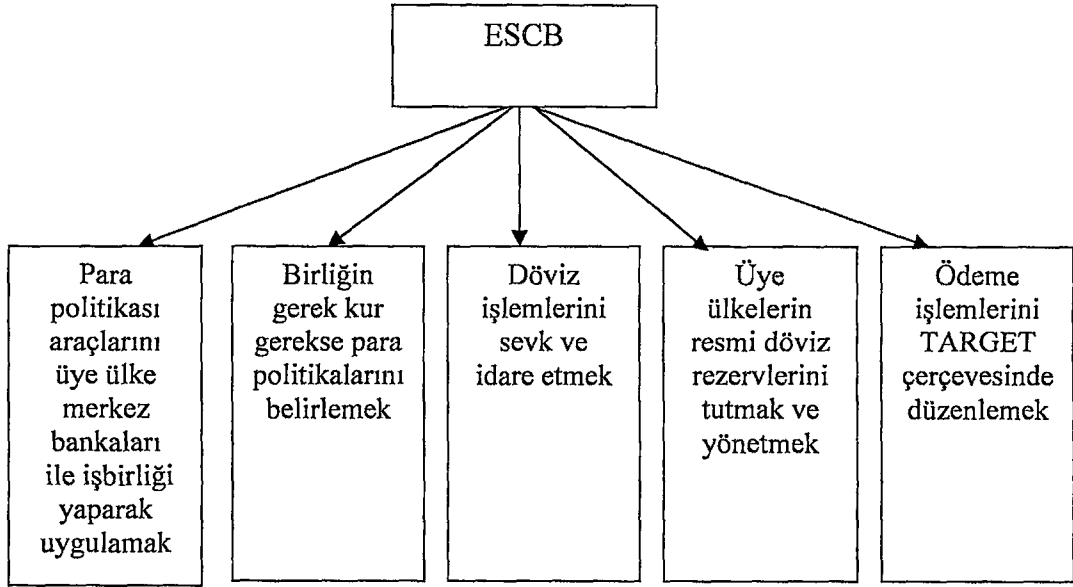 ESCB
Para
politikası
araçlarını
üye ülke
merkez
bankaları
ile işbirliği
yaparak
uygulamak
Birliğin
gerek kur
gerekse para
politikalarını
belirlemek
Döviz
işlemlerini
sevk ve
idare etmek
Üye
ülkelerin
resmi döviz
rezervlerini
tutmak ve
yönetmek
Ödeme
işlemlerini
TARGET
çerçevesinde
düzenlemek